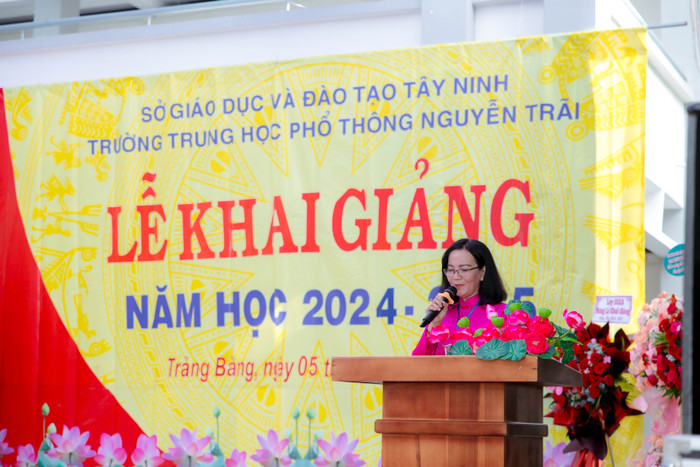 SỞ GIÁO DỤC VÀ ĐÀO TẠO TÂY NINH
TRƯỜNG TRUNG HỌC PHỔ THÔNG NGUYỄN TRÃI
LỄ KHAI GIẢNG
NĂM HỌC 2024 - 5
Trảng Bàng, ngày 05